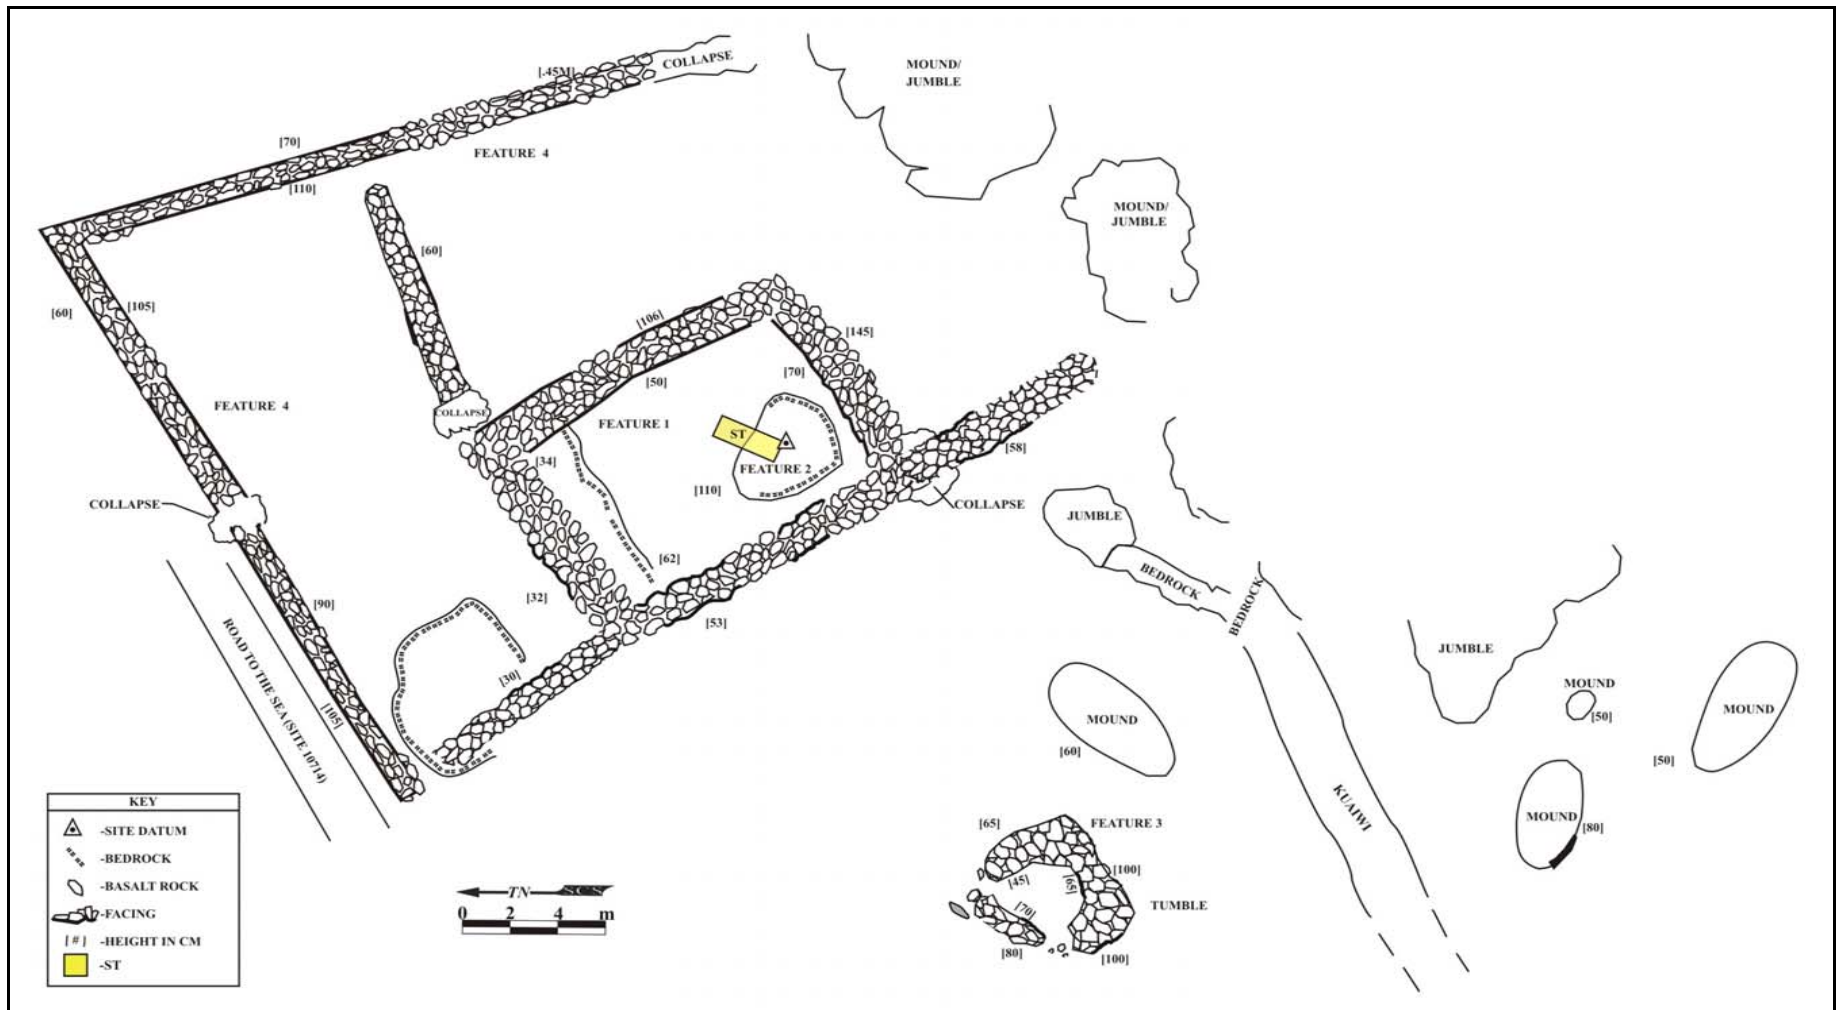 [.45M]
COLLAPSE
MOUND/
JUMBLE
[70]
FEATURE 4
[110]
MOUND/
JUMBLE
[60]
[60]
[105]
[106]
[145]
[70]
[50]
FEATURE 4
COLLAPSE
FEATURE 1
ST
FEATURE 2
[34]
[110]
[58]
COLLAPSE
COLLAPSE
JUMBLE
BEDROCK
BEDROCK
[62]
[32]
[53]
[90]
[30]
ROAD TO THE SEA (SITE 10714)
[105]
JUMBLE
MOUND
[50]
MOUND
[50]
MOUND
[60]
KUAIWI
MOUND
[80]
KEY
-SITE DATUM
-BEDROCK
-BASALT ROCK
-FACING
[#] -HEIGHT IN CM
-ST
TN
SCS
0 2 4 m
[65]
FEATURE 3
[100]
[45]
[65]
[70]
TUMBLE
[80]
[100]